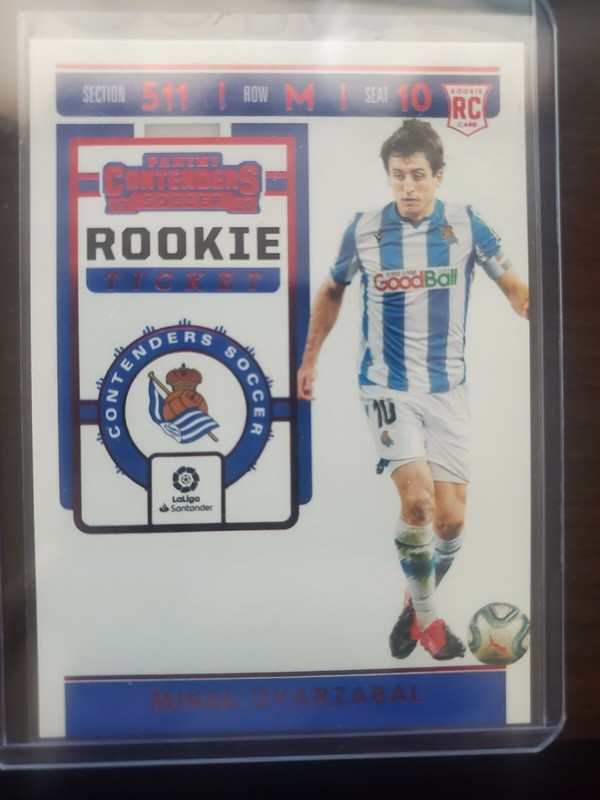 SECTION 511 | ROW M | SEAT 10
ROOKIE
RC
CARD
PANINI
CONTENDERS
SOCCER
ROOKIE
TICKET
GoodBall
CONTENDERS SOCCER
10
LaLiga
Santander
MIKEL OYARZABAL